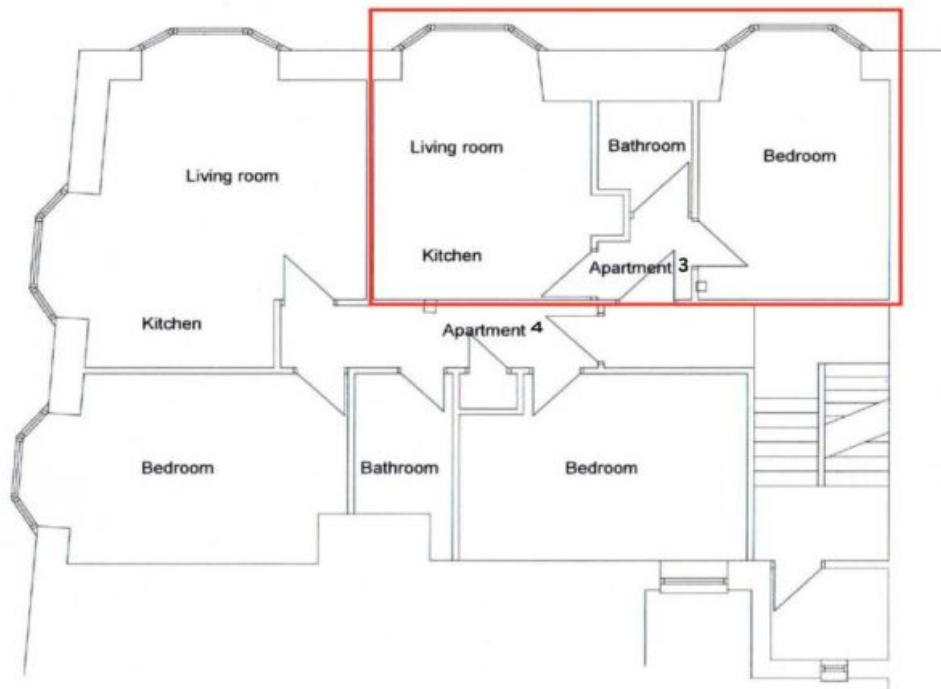 Living room
Bathroom
Bedroom
Living room
Kitchen
Apartment 3
Kitchen
Apartment 4
Bedroom
Bathroom
Bedroom